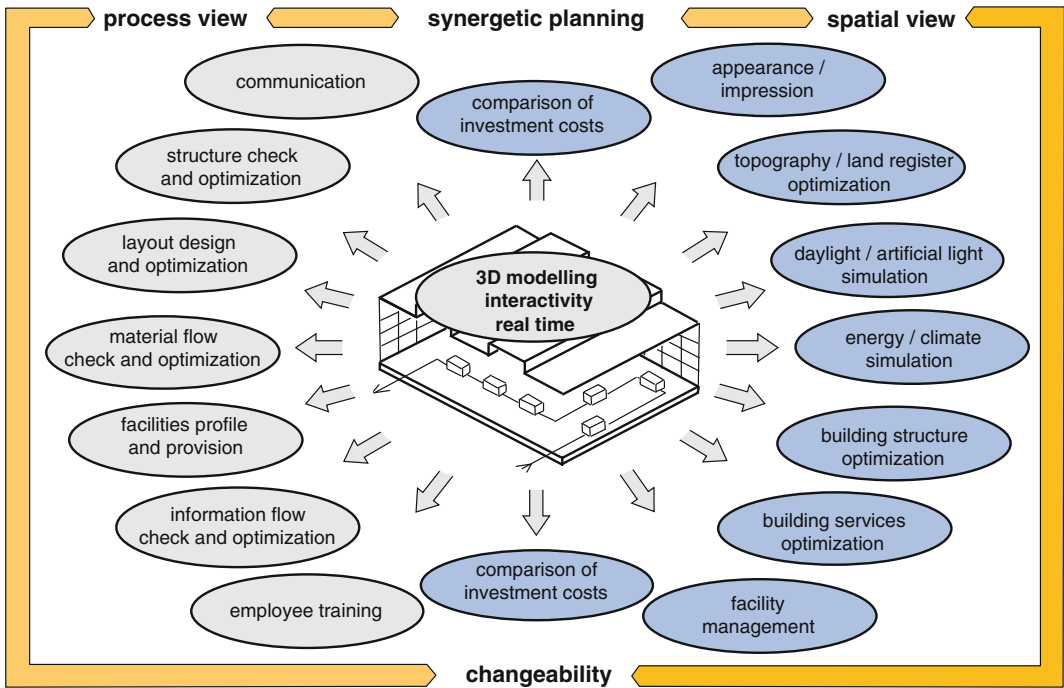 process view
synergetic planning
spatial view
communication
comparison of
investment costs
appearance /
impression
structure check
and optimization
topography / land register
optimization
layout design
and optimization
3D modelling
interactivity
real time
daylight / artificial light
simulation
material flow
check and optimization
energy / climate
simulation
facilities profile
and provision
building structure
optimization
information flow
check and optimization
building services
optimization
employee training
comparison of
investment costs
facility
management
changeability